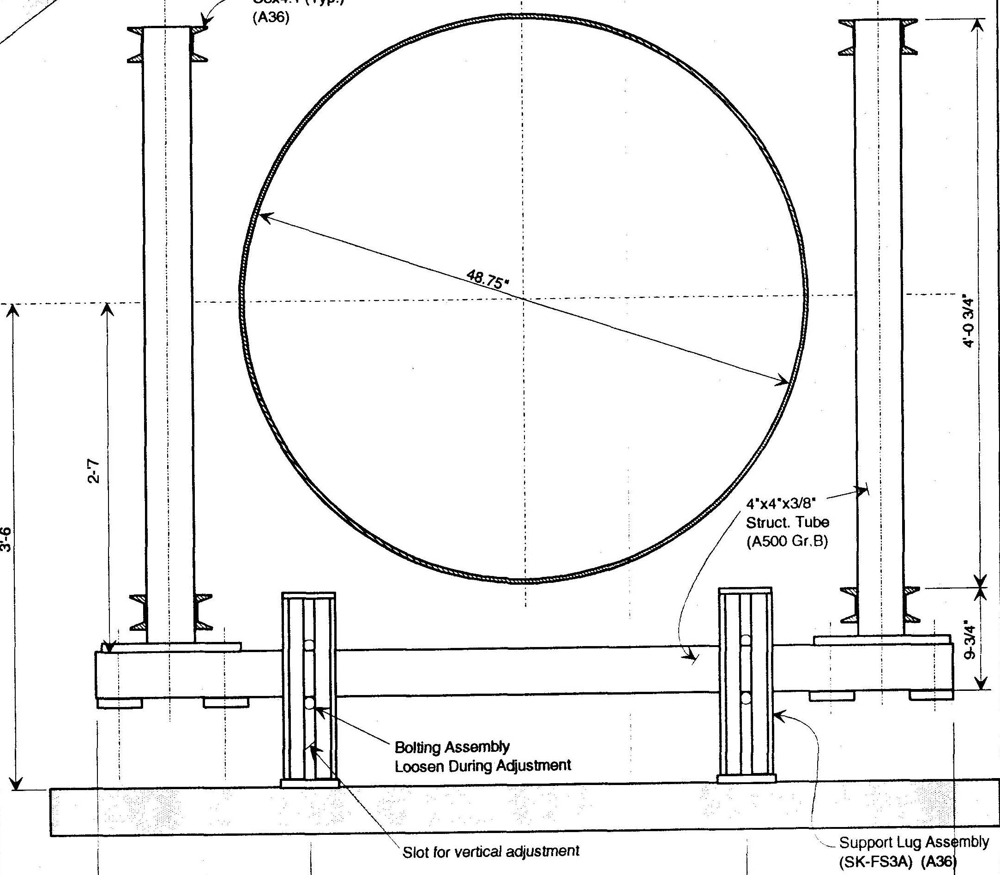 (A36)
48.75"
4'-0 3/4"
2-'7
4"x4"x3/8"
Struct. Tube
(A500 Gr.B)
3'-6
9-3/4"
Bolting Assembly
Loosen During Adjustment
Slot for vertical adjustment
Support Lug Assembly
(SK-FS3A) (A36)